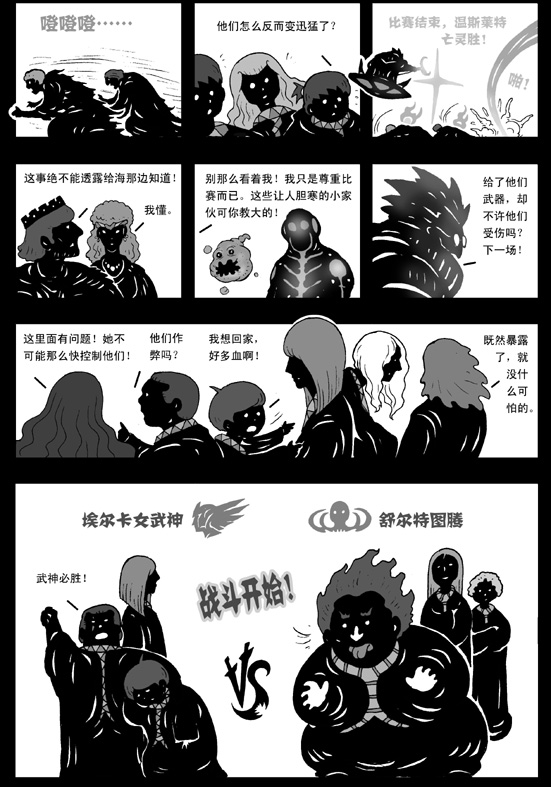 噔噔噔……
他们怎么反而变迅猛了？
比赛结束，温斯莱特
亡灵胜！
啪！
这事绝不能透露给海那边知道！
我懂。
别那么看着我！我只是尊重比
赛而已。这些让人胆寒的小家
伙可你教大的！
给了他们
武器，却
不许他们
受伤吗？
下一场！
这里面有问题！她不
可能那么快控制他们！
他们作
弊吗？
我想回家，
好多血啊！
既然暴露
了，就
没什
么可
怕的。
埃尔卡女武神
舒尔特图腾
武神必胜！
战斗开始！
VS